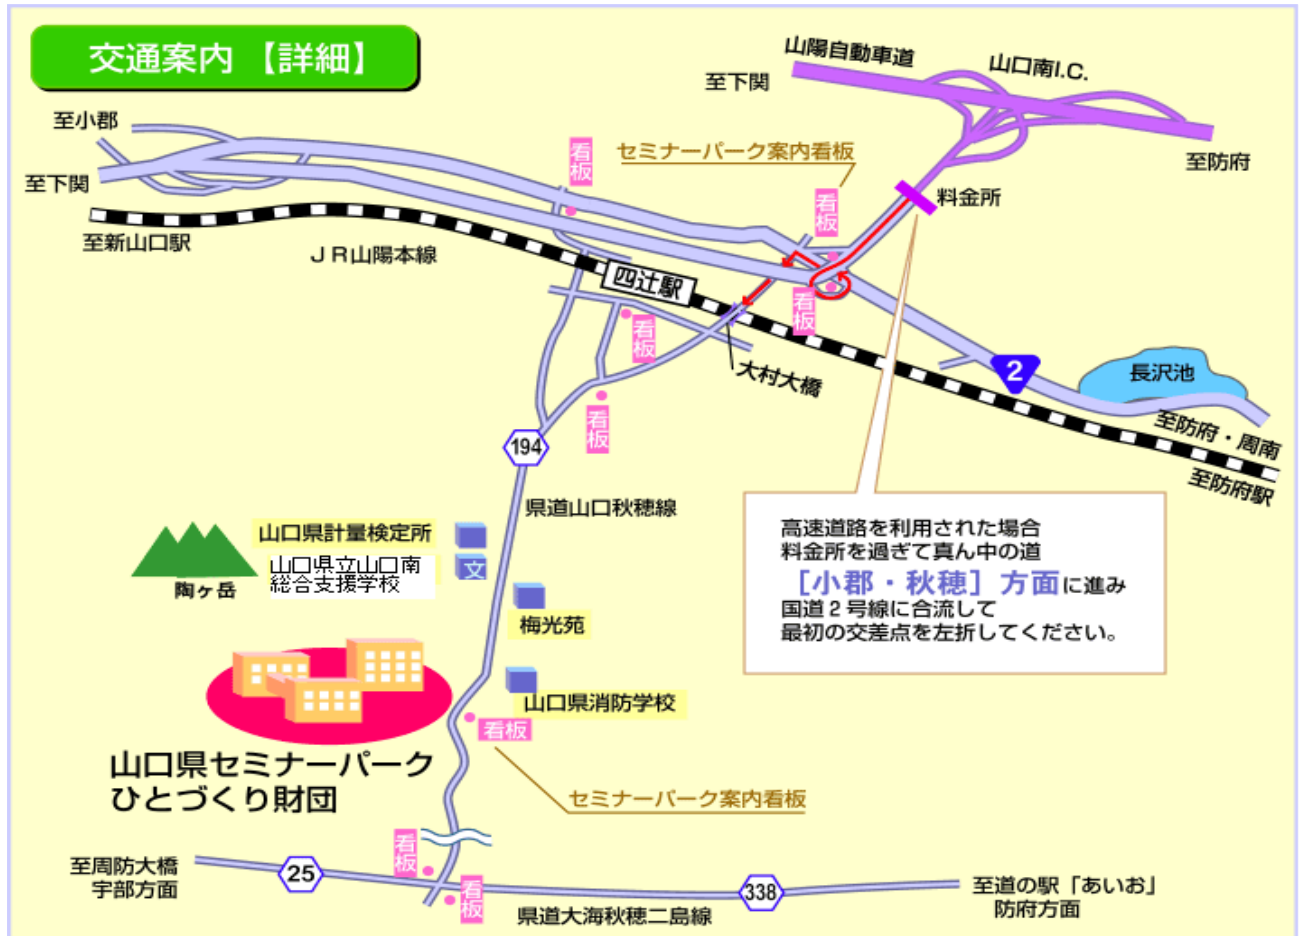 交通案内 【詳細】
山陽自動車道
山口南I.C.
至下関
至防府
至小郡
至下関
看板
セミナーパーク案内看板
看板
料金所
至新山口駅
JR山陽本線
四辻駅
看板
看板
大村大橋
2
長沢池
至防府・周南
至防府駅
看板
194
県道山口秋穂線
高速道路を利用された場合
料金所を過ぎて真ん中の道
[小郡・秋穂] 方面に進み
国道2号線に合流して
最初の交差点を左折してください。
山口県計量検定所
山口県立山口南
総合支援学校
文
陶ヶ岳
梅光苑
山口県消防学校
看板
山口県セミナーパーク
ひとづくり財団
セミナーパーク案内看板
看板
至周防大橋
宇部方面
25
看板
338
県道大海秋穂二島線
至道の駅「あいお」
防府方面